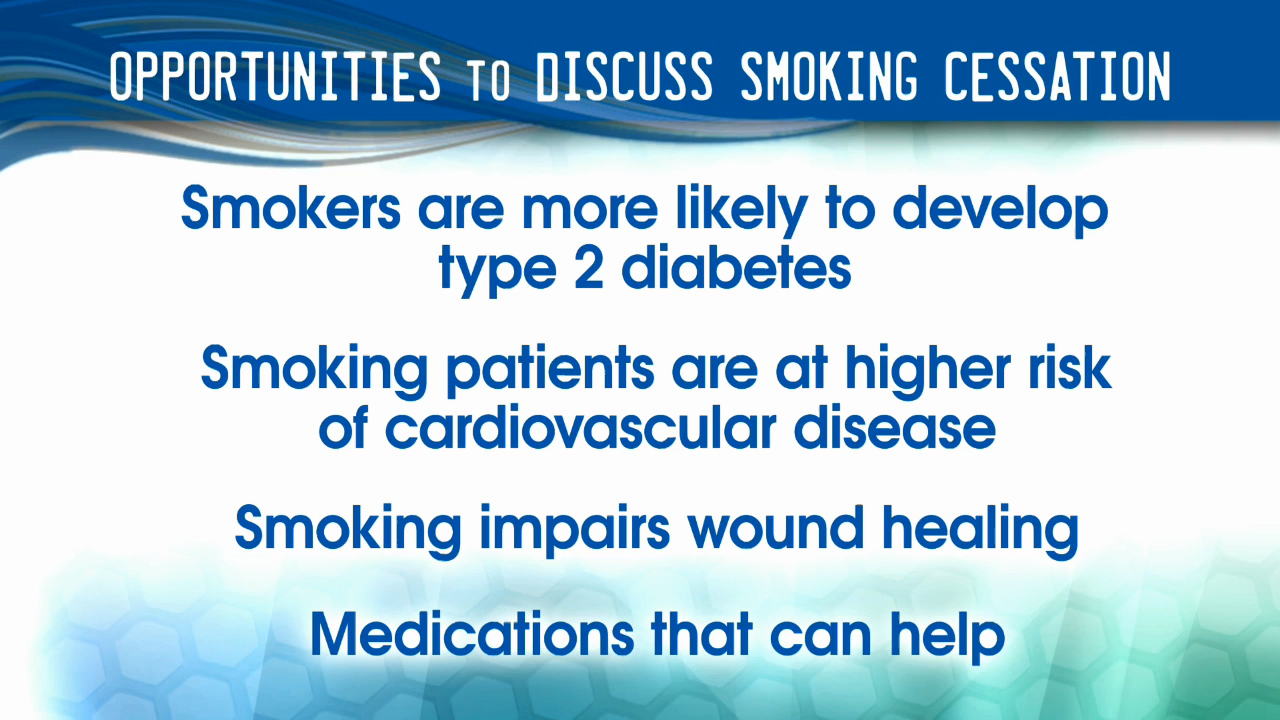 OPPORTUNITIES TO DISCUSS SMOKING CESSATION
Smokers are more likely to develop
type 2 diabetes
Smoking patients are at higher risk
of cardiovascular disease
Smoking impairs wound healing
Medications that can help